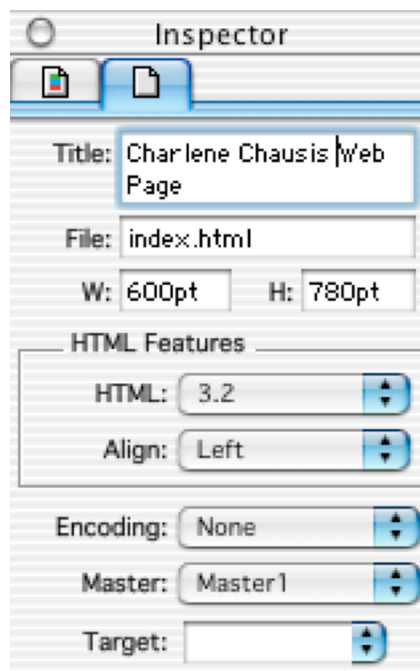 Inspector
Title: Charlene Chausis Web
Page
File: index.html
W: 600pt H: 780pt
HTML Features
HTML: 3.2
Align: Left
Encoding: None
Master: Master1
Target: